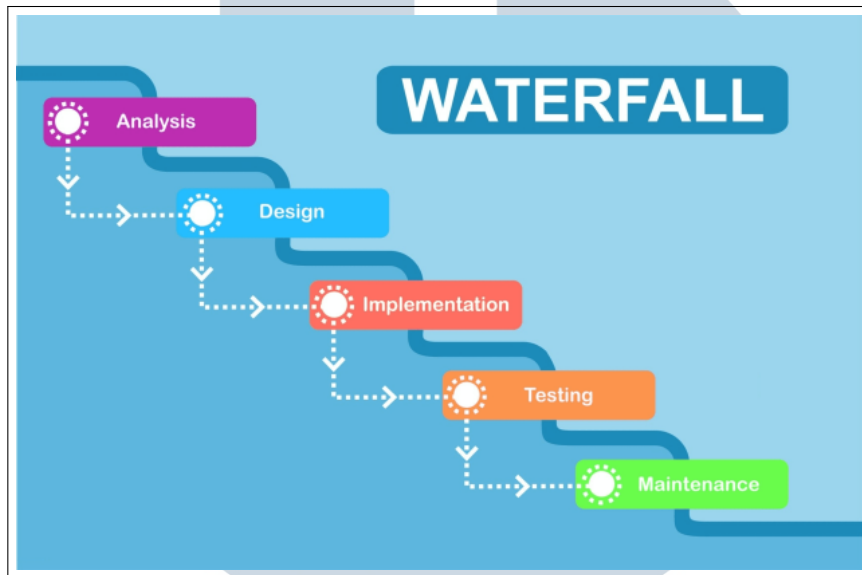 WATERFALL
Analysis
Design
Implementation
Testing
Maintenance